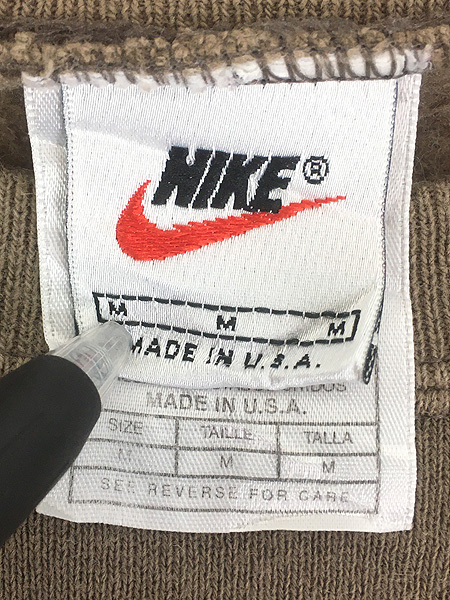 NIKE®
M M M
MADE IN U.S.A.
MADE IN U.S.A.
SIZE TAILLE TALLA
M M M
SEE REVERSE FOR CARE